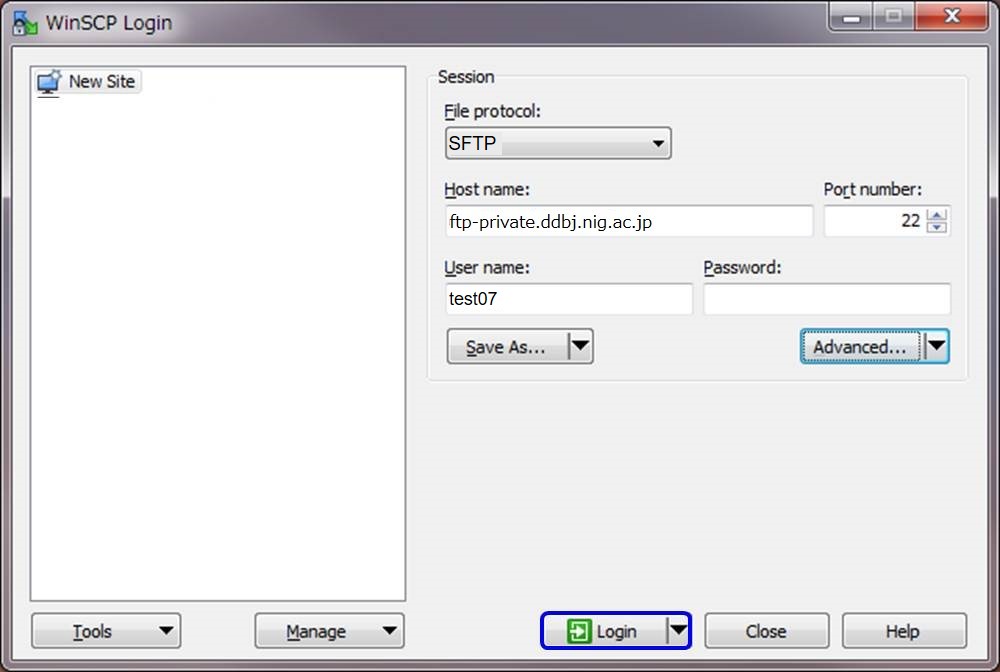 WinSCP Login
New Site
Session
File protocol:
SFTP
Host name:
Port number:
ftp-private.ddbj.nig.ac.jp
22
User name:
Password:
test07
Save As...
Advanced...
Tools
Manage
Login
Close
Help